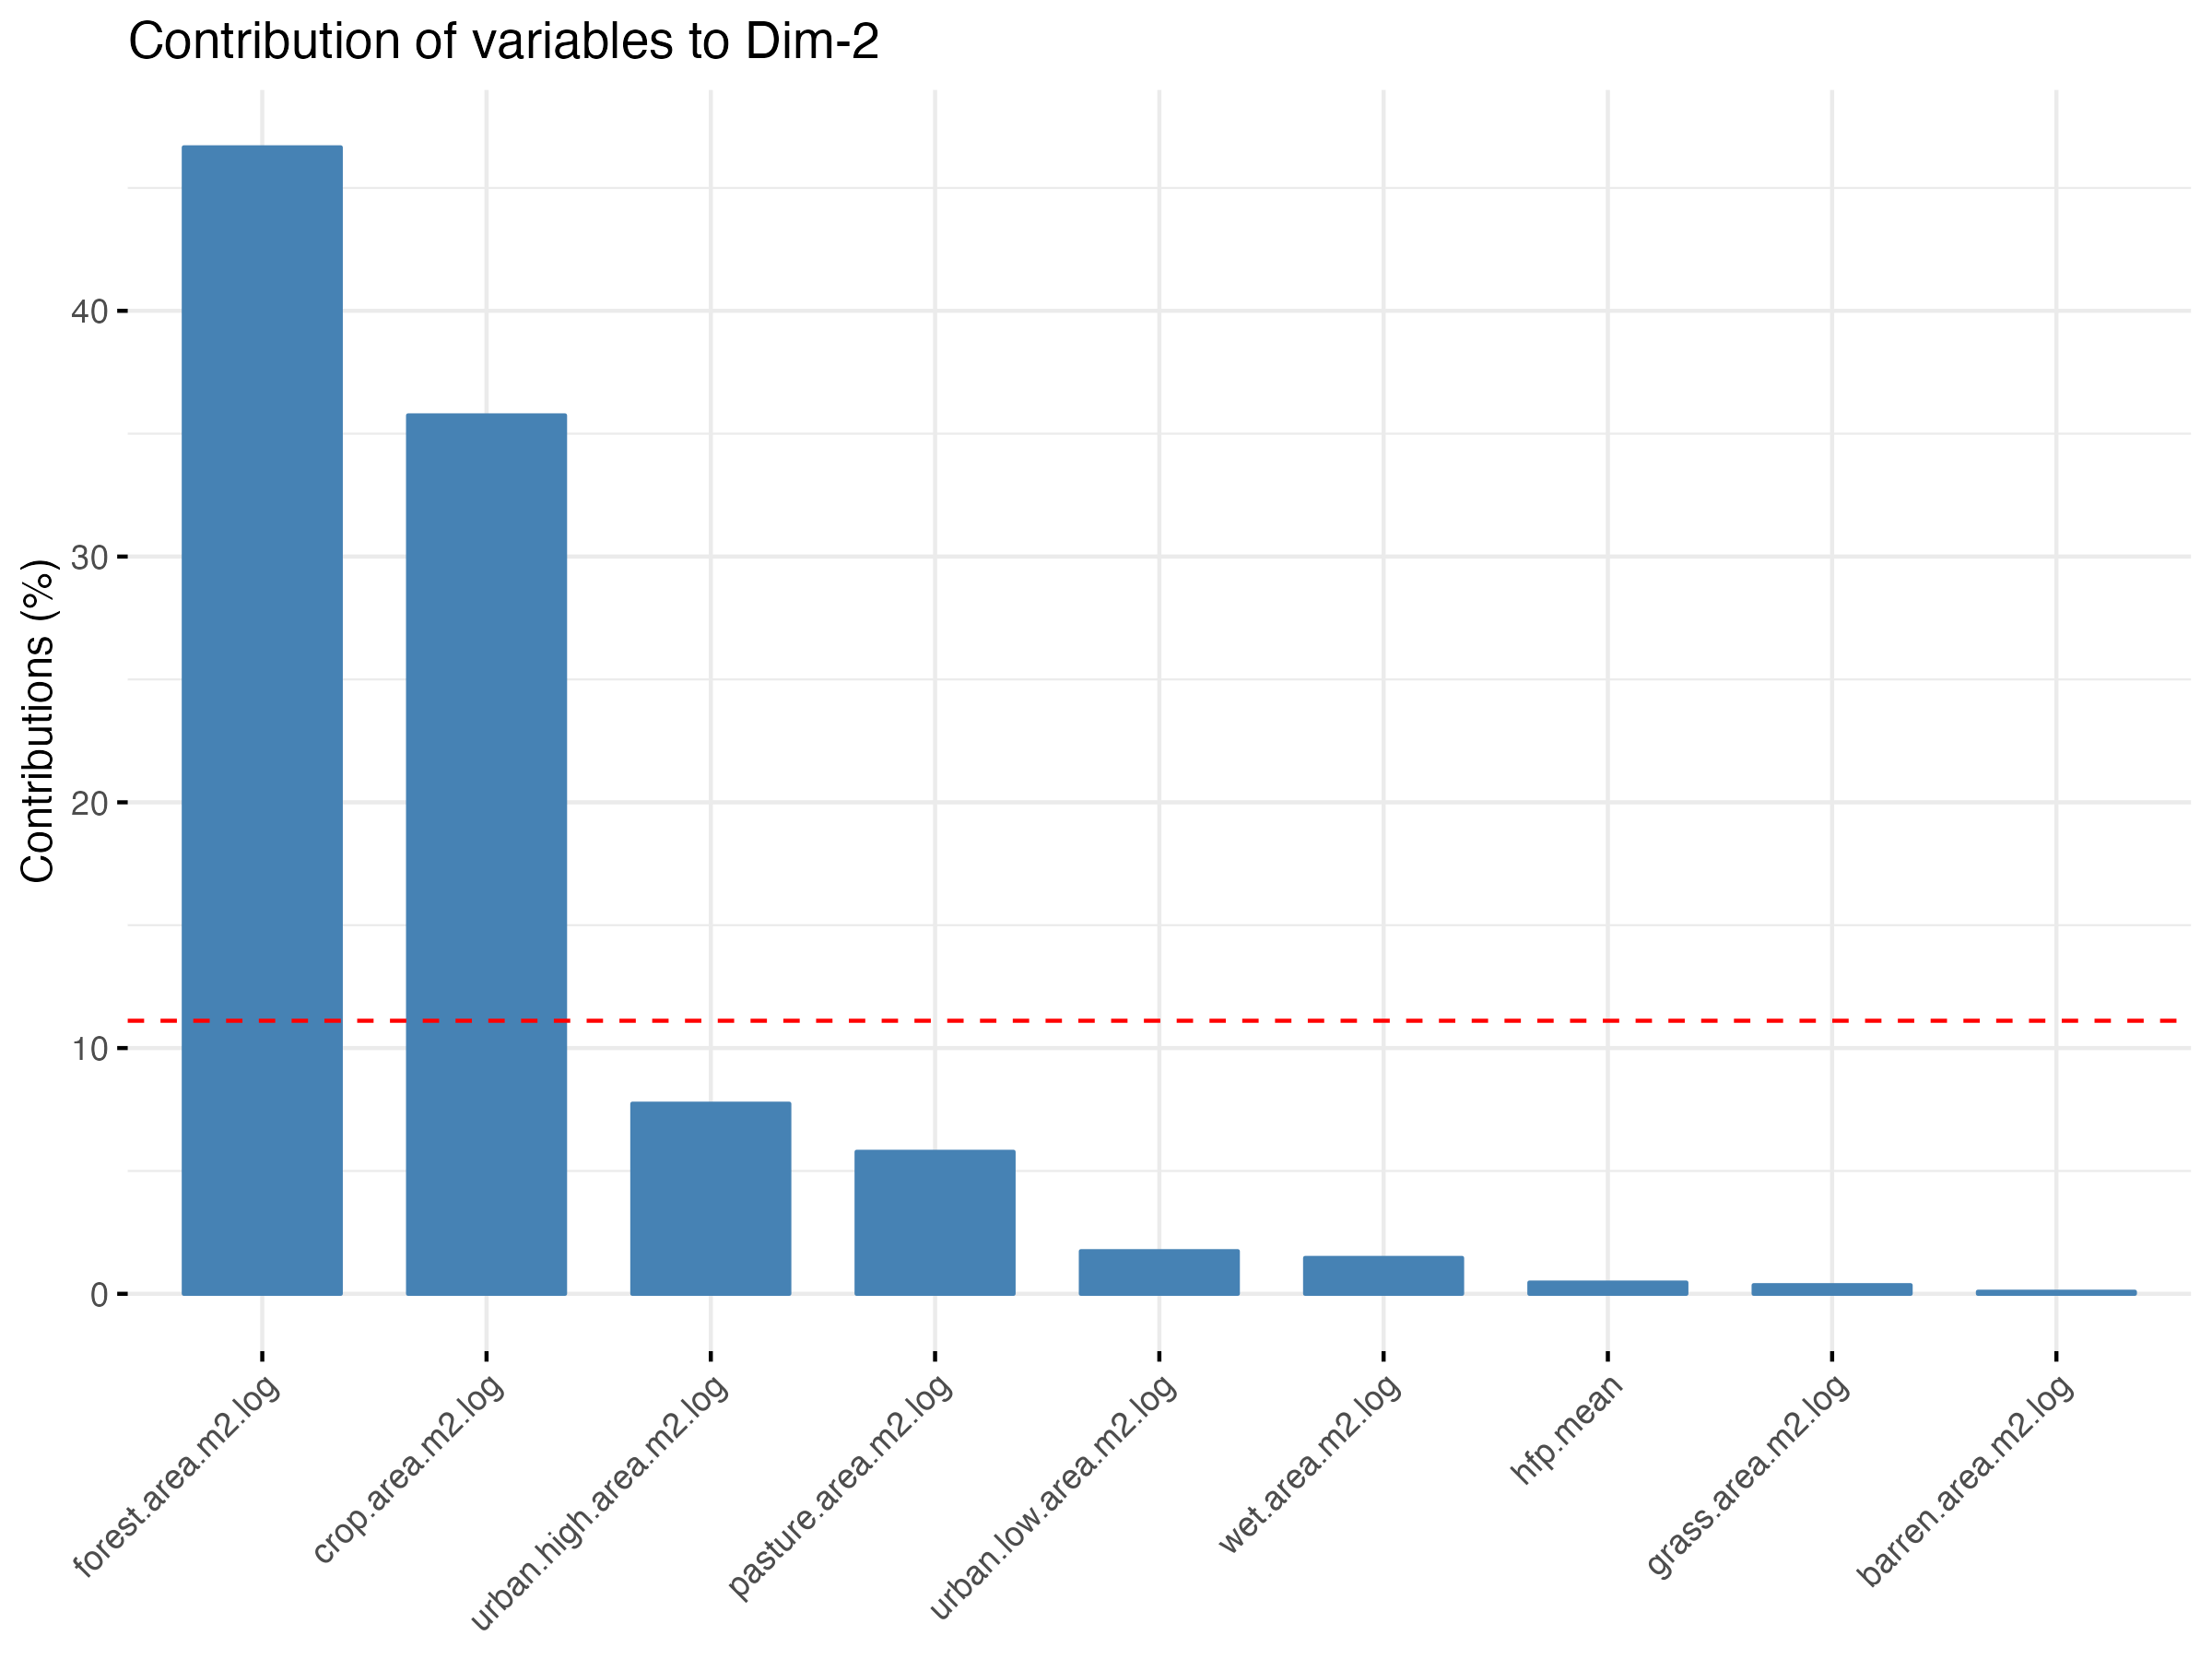 Contribution of variables to Dim-2
Contributions (%)
40
30
20
10
0
forest.area.m2.log
crop.area.m2.log
urban.high.area.m2.log
pasture.area.m2.log
urban.low.area.m2.log
wet.area.m2.log
hfp.mean
grass.area.m2.log
barren.area.m2.log